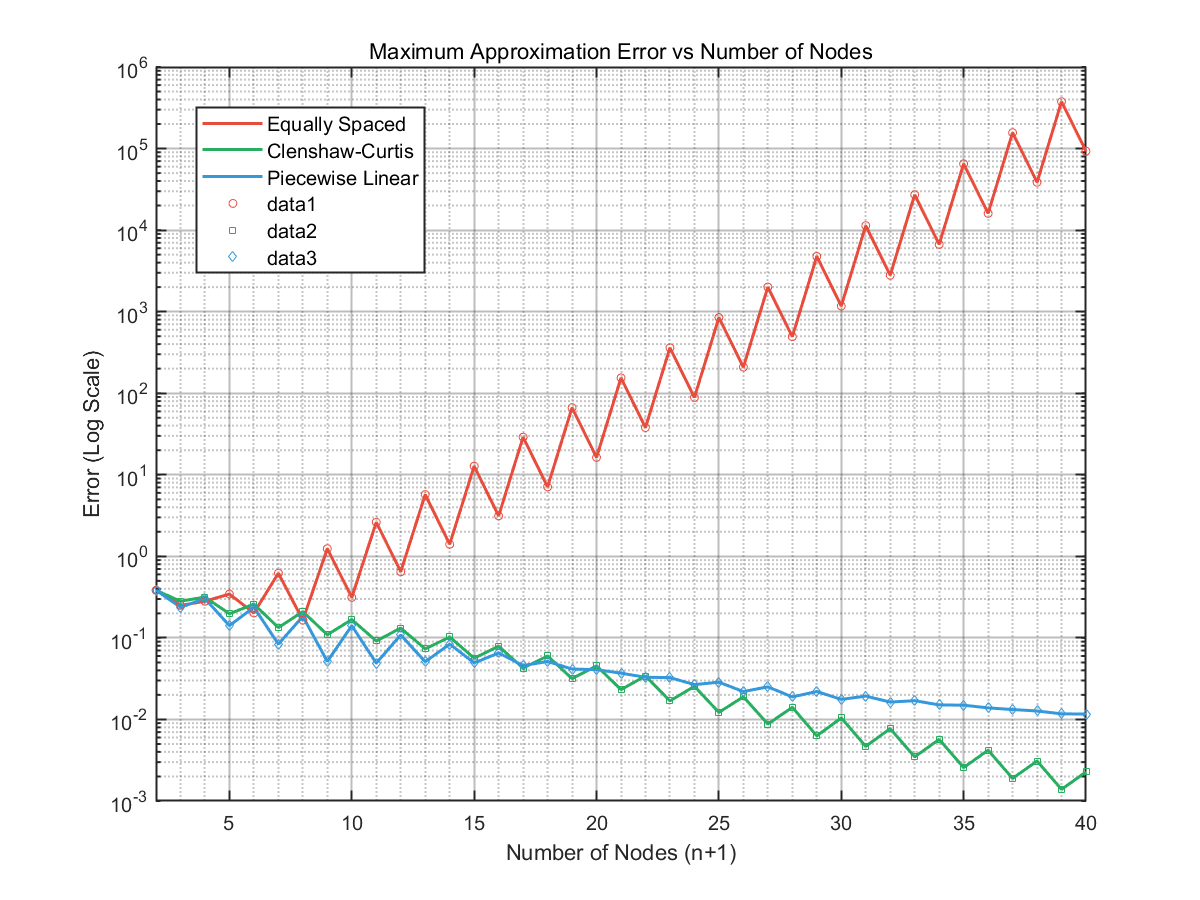 Maximum Approximation Error vs Number of Nodes
10^6
10^5
10^4
10^3
10^2
10^1
10^0
10^-1
10^-2
10^-3
Error (Log Scale)
Equally Spaced
Clenshaw-Curtis
Piecewise Linear
data1
data2
data3
5 10 15 20 25 30 35 40
Number of Nodes (n+1)